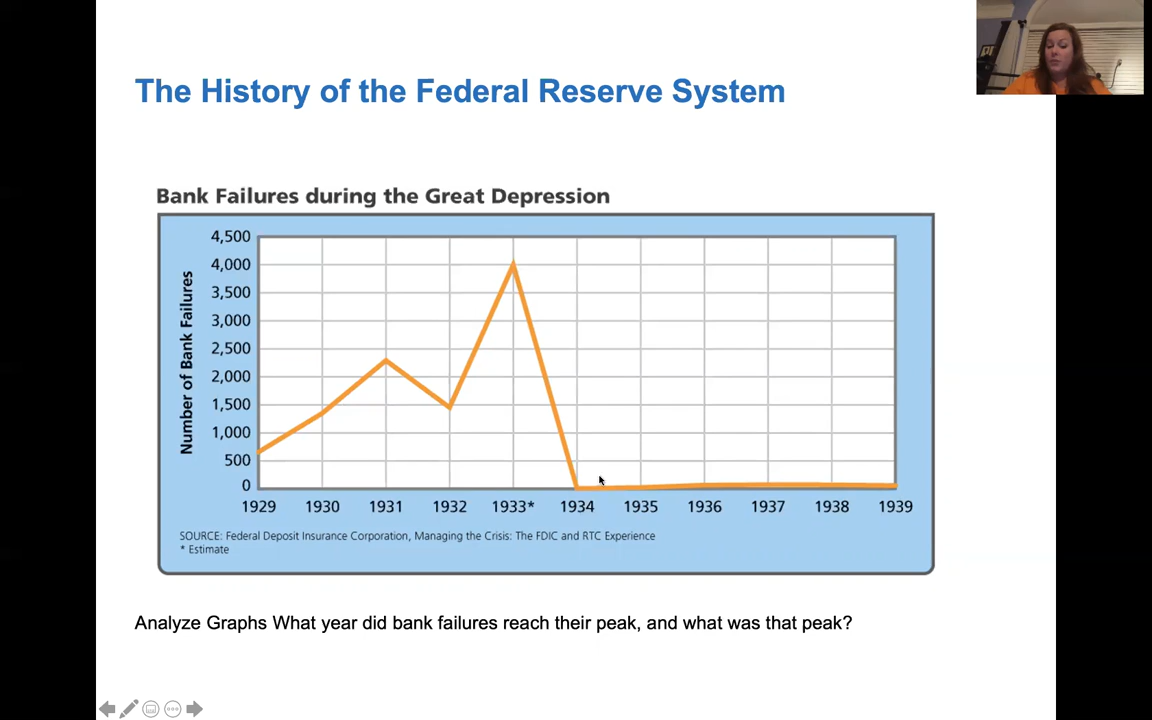 The History of the Federal Reserve System
Bank Failures during the Great Depression
Number of Bank Failures
4,500
4,000
3,500
3,000
2,500
2,000
1,500
1,000
500
0
1929 1930 1931 1932 1933* 1934 1935 1936 1937 1938 1939
SOURCE: Federal Deposit Insurance Corporation, Managing the Crisis: The FDIC and RTC Experience
* Estimate
Analyze Graphs What year did bank failures reach their peak, and what was that peak?